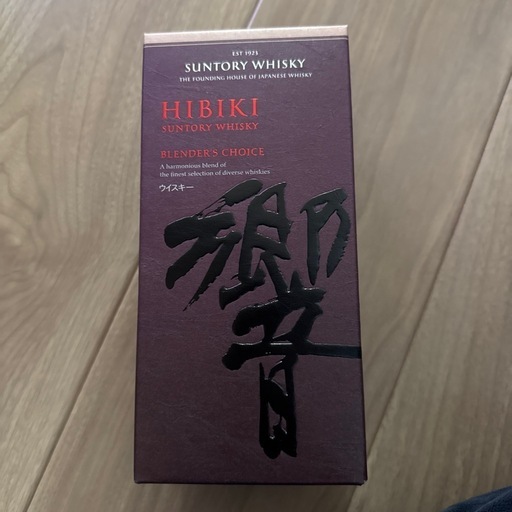 EST 1923
SUNTORY WHISKY
THE FOUNDING HOUSE OF JAPANESE WHISKY
HIBIKI
SUNTORY WHISKY
BLENDER'S CHOICE
A harmonious blend of
the finest selection of diverse whiskies
ウイスキー
響